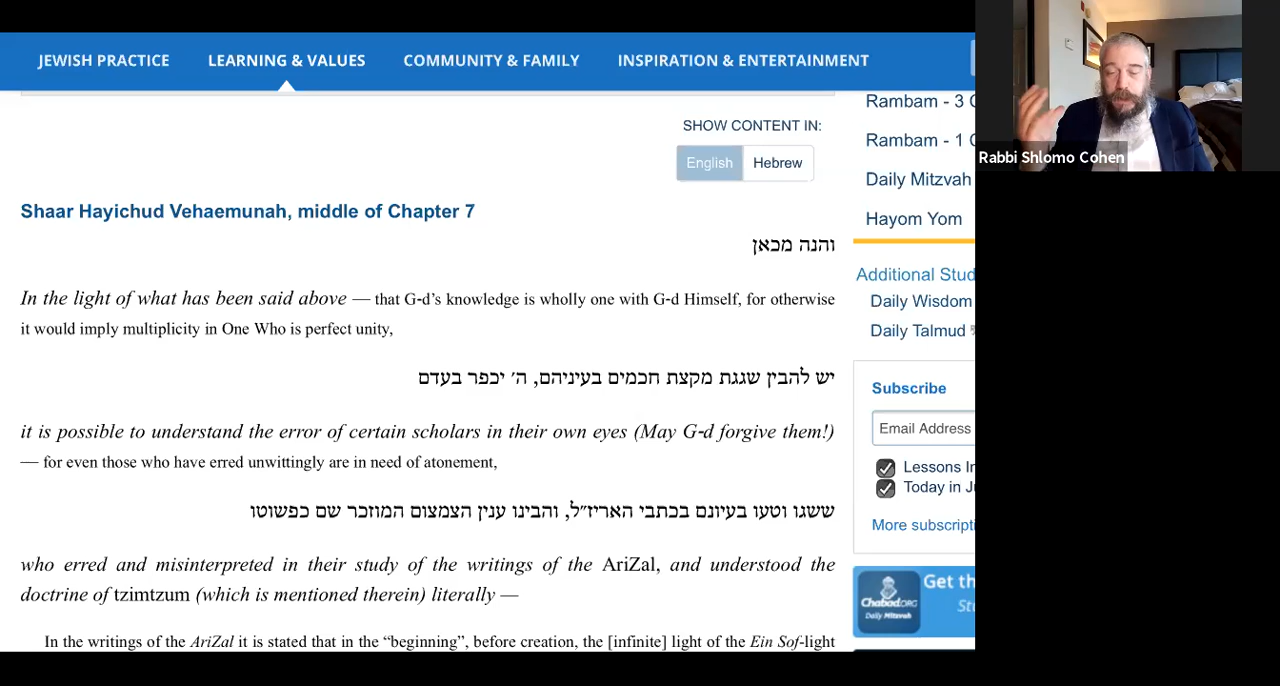 JEWISH PRACTICE LEARNING & VALUES COMMUNITY & FAMILY INSPIRATION & ENTERTAINMENT
SHOW CONTENT IN:
English Hebrew
Shaar Hayichud Vehaemunah, middle of Chapter 7
והנה מכאן
In the light of what has been said above — that G-d’s knowledge is wholly one with G-d Himself, for otherwise
it would imply multiplicity in One Who is perfect unity,
יש להבין שגגת מקצת חכמים בעיניהם, ה׳ יכפר בעדם
it is possible to understand the error of certain scholars in their own eyes (May G-d forgive them!)
— for even those who have erred unwittingly are in need of atonement,
ששגו וטעו בעיונם בכתבי האריז״ל, והבינו ענין הצמצום המוזכר שם כפשוטו
who erred and misinterpreted in their study of the writings of the AriZal, and understood the
doctrine of tzimtzum (which is mentioned therein) literally —
In the writings of the AriZal it is stated that in the “beginning”, before creation, the [infinite] light of the Ein Sof-light
Rambam - 3
Rambam - 1
Daily Mitzvah
Hayom Yom
Additional
Daily Wisdom
Daily Talmud
Subscribe
Email Address
Lessons
Today in
More
Get
Chabad.ORG
Daily Mitzvah
Rabbi Shlomo Cohen